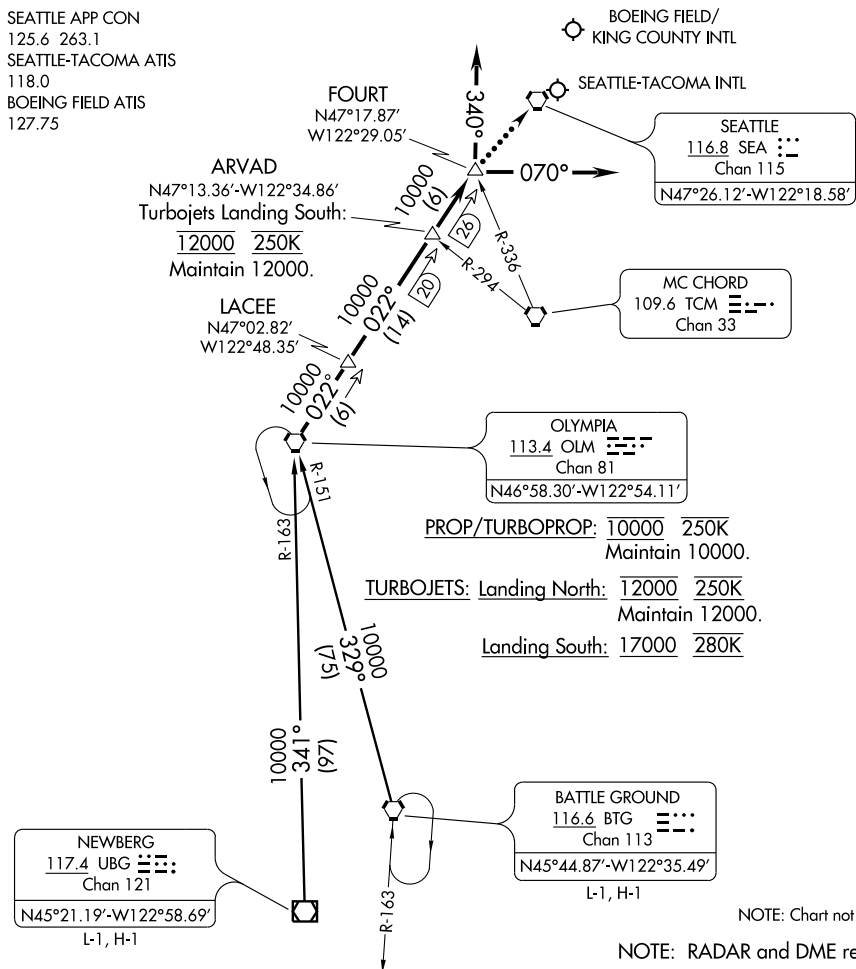 SEATTLE APP CON
125.6 263.1
SEATTLE-TACOMA ATIS
118.0
BOEING FIELD ATIS
127.75
BOEING FIELD/
KING COUNTY INTL
SEATTLE-TACOMA INTL
FOURT
N47°17.87'
W122°29.05'
340°
070°
SEATTLE
116.8 SEA
Chan 115
N47°26.12'-W122°18.58'
ARVAD
N47°13.36'-W122°34.86'
Turbojets Landing South:
12000 250K
Maintain 12000.
10000
(6)
26
R-336
R-294
20
MC CHORD
109.6 TCM
Chan 33
LACEE
N47°02.82'
W122°48.35'
10000
022°
(14)
10000
022°
(6)
OLYMPIA
113.4 OLM
Chan 81
N46°58.30'-W122°54.11'
R-151
R-163
PROP/TURBOPROP: 10000 250K
Maintain 10000.
TURBOJETS: Landing North: 12000 250K
Maintain 12000.
Landing South: 17000 280K
10000
329°
(75)
10000
341°
(97)
BATTLE GROUND
116.6 BTG
Chan 113
N45°44.87'-W122°35.49'
L-1, H-1
R-163
NEWBERG
117.4 UBG
Chan 121
N45°21.19'-W122°58.69'
L-1, H-1
NOTE: Chart not
NOTE: RADAR and DME re